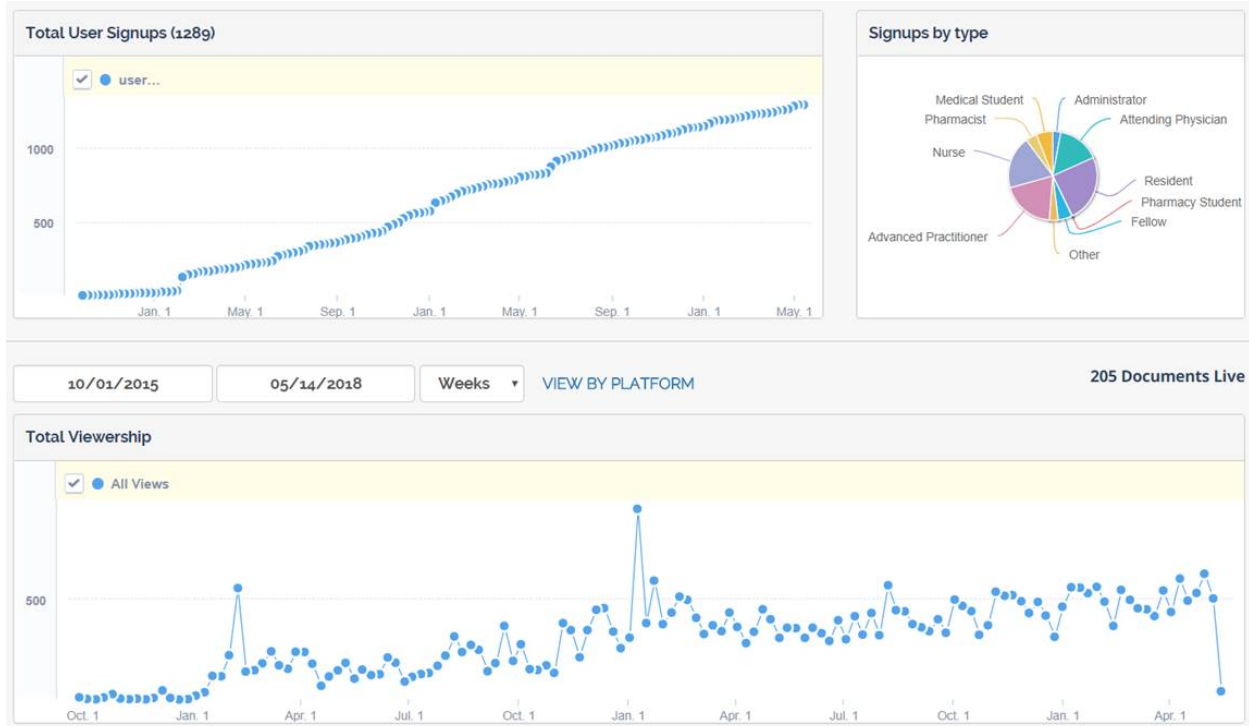 Total User Signups (1289)
user...
1000
500
Jan. 1 May. 1 Sep. 1 Jan. 1 May. 1 Sep. 1 Jan. 1 May. 1
Signups by type
Medical Student
Administrator
Pharmacist
Attending Physician
Nurse
Resident
Pharmacy Student
Fellow
Advanced Practitioner
Other
10/01/2015 05/14/2018 Weeks VIEW BY PLATFORM 205 Documents Live
Total Viewership
All Views
500
Oct. 1 Jan. 1 Apr. 1 Jul. 1 Oct. 1 Jan. 1 Apr. 1 Jul. 1 Oct. 1 Jan. 1 Apr. 1